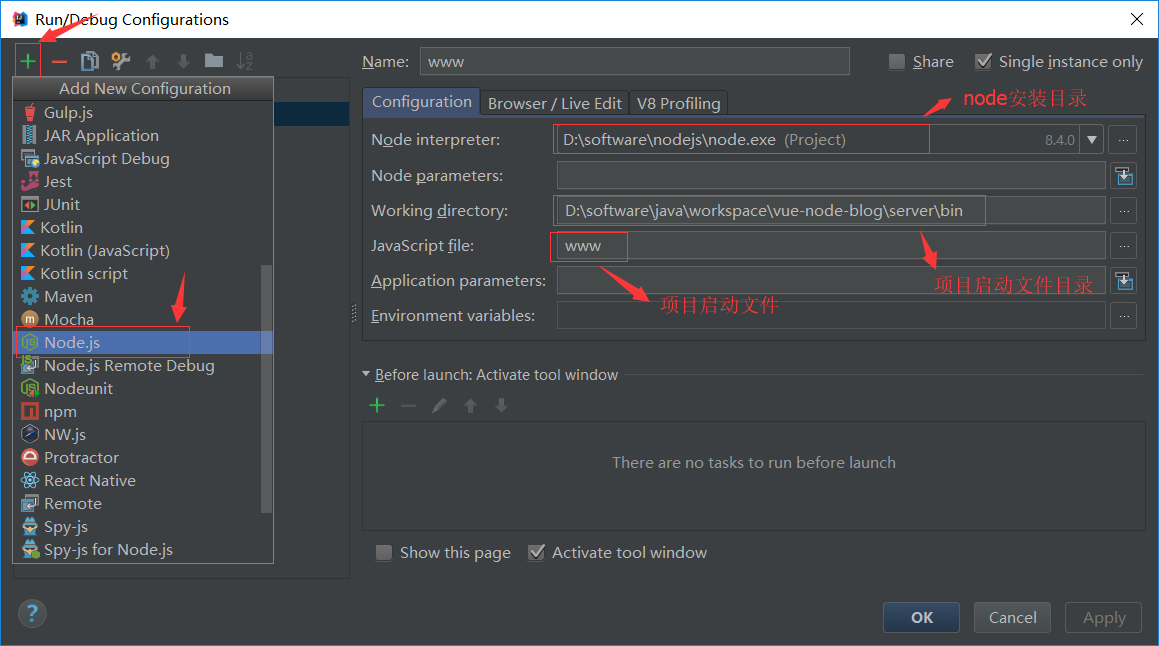 Run/Debug Configurations
Add New Configuration
Gulp.js
JAR Application
JavaScript Debug
Jest
JUnit
Kotlin
Kotlin (JavaScript)
Kotlin script
Maven
Mocha
Node.js
Node.js Remote Debug
Nodeunit
npm
NW.js
Protractor
React Native
Remote
Spy-js
Spy-js for Node.js
Name: www
Share
Single instance only
Configuration
Browser / Live Edit
V8 Profiling
node安装目录
Node interpreter: D:\software\nodejs\node.exe (Project) 8.4.0
Node parameters:
Working directory: D:\software\java\workspace\vue-node-blog\server\bin
JavaScript file: www
Application parameters:
项目启动文件目录
项目启动文件
Environment variables:
Before launch: Activate tool window
There are no tasks to run before launch
Show this page
Activate tool window
?
OK
Cancel
Apply